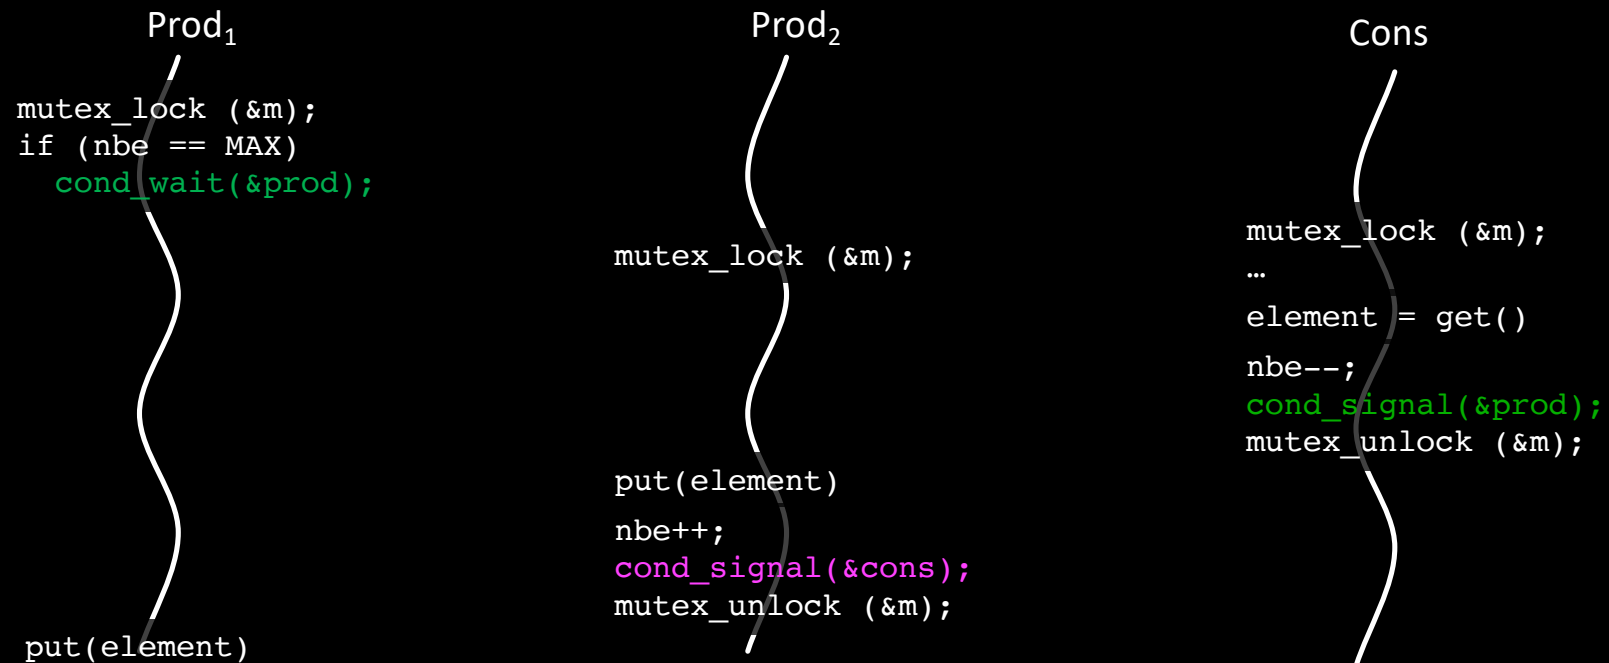 Prod₁
mutex_lock (&m);
if (nbe == MAX)
cond_wait(&prod);
put(element)
Prod₂
mutex_lock (&m);
put(element)
nbe++;
cond_signal(&cons);
mutex_unlock (&m);
Cons
mutex_lock (&m);
…
element = get()
nbe--;
cond_signal(&prod);
mutex_unlock (&m);